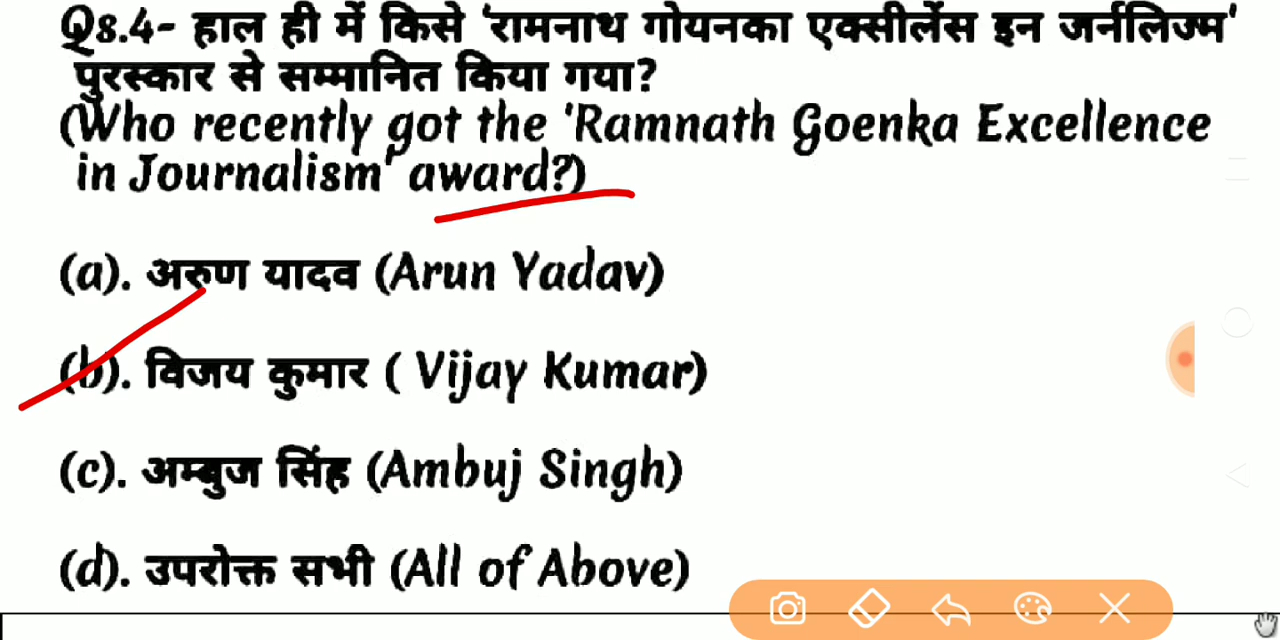 Q8.4- हाल ही में किसे 'रामनाथ गोयनका एक्सीलेंस इन जर्नलिज्म'
पुरस्कार से सम्मानित किया गया?
(Who recently got the 'Ramnath Goenka Excellence
in Journalism' award?)
(a). अरुण यादव (Arun Yadav)
(b). विजय कुमार ( Vijay Kumar)
(c). अम्बुज सिंह (Ambuj Singh)
(d). उपरोक्त सभी (All of Above)